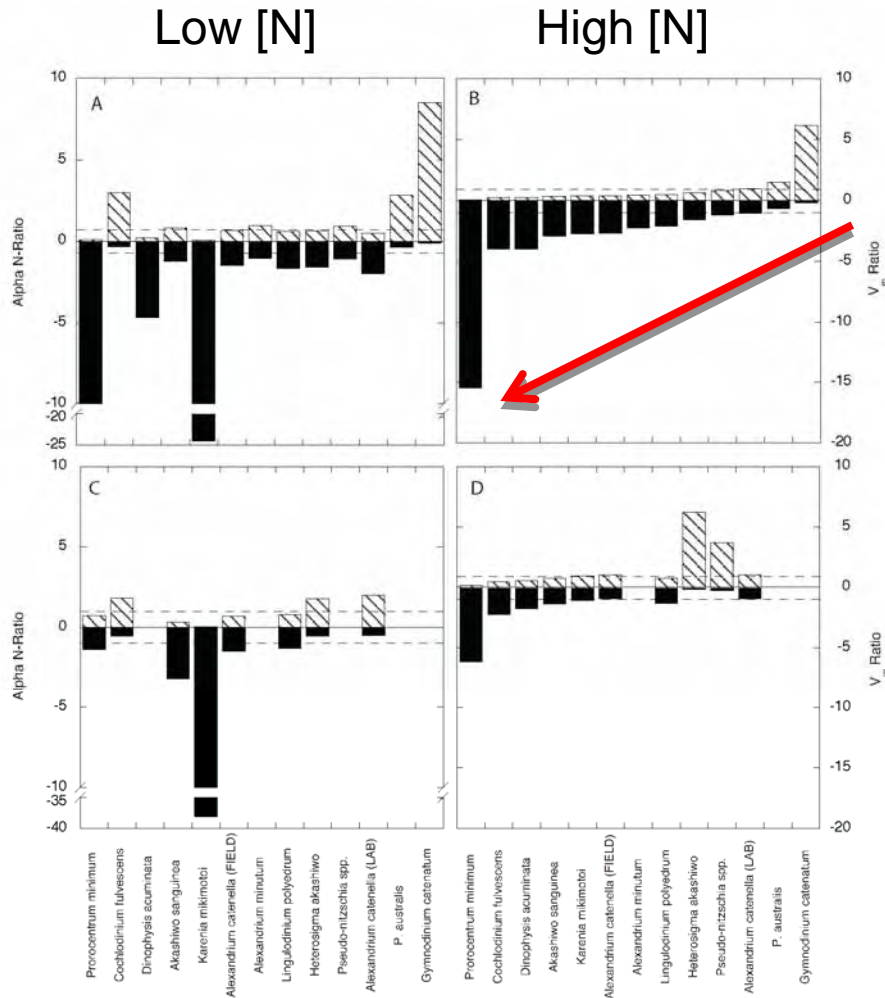 Low [N]
High [N]
A
10
5
0
-5
-10
-20
-25
Alpha N-Ratio
B
10
5
0
-5
-10
-15
-20
Ratio
C
10
5
0
-5
-10
-35
-40
Alpha N-Ratio
D
10
5
0
-5
-10
-15
-20
Ratio
Prorocentrum minimum
Cochlodinium fulvescens
Dinophysis acuminata
Akashiwo sanguinea
Karenia mikimotoi
Alexandrium catenella (FIELD)
Alexandrium minutum
Lingulodinium polyedrum
Heterosigma akashiwo
Pseudo-nitzschia spp.
Alexandrium catenella (LAB)
P. australis
Gymnodinium catenatum
Prorocentrum minimum
Cochlodinium fulvescens
Dinophysis acuminata
Akashiwo sanguinea
Karenia mikimotoi
Alexandrium catenella (FIELD)
Alexandrium minutum
Lingulodinium polyedrum
Heterosigma akashiwo
Pseudo-nitzschia spp.
Alexandrium catenella (LAB)
P. australis
Gymnodinium catenatum